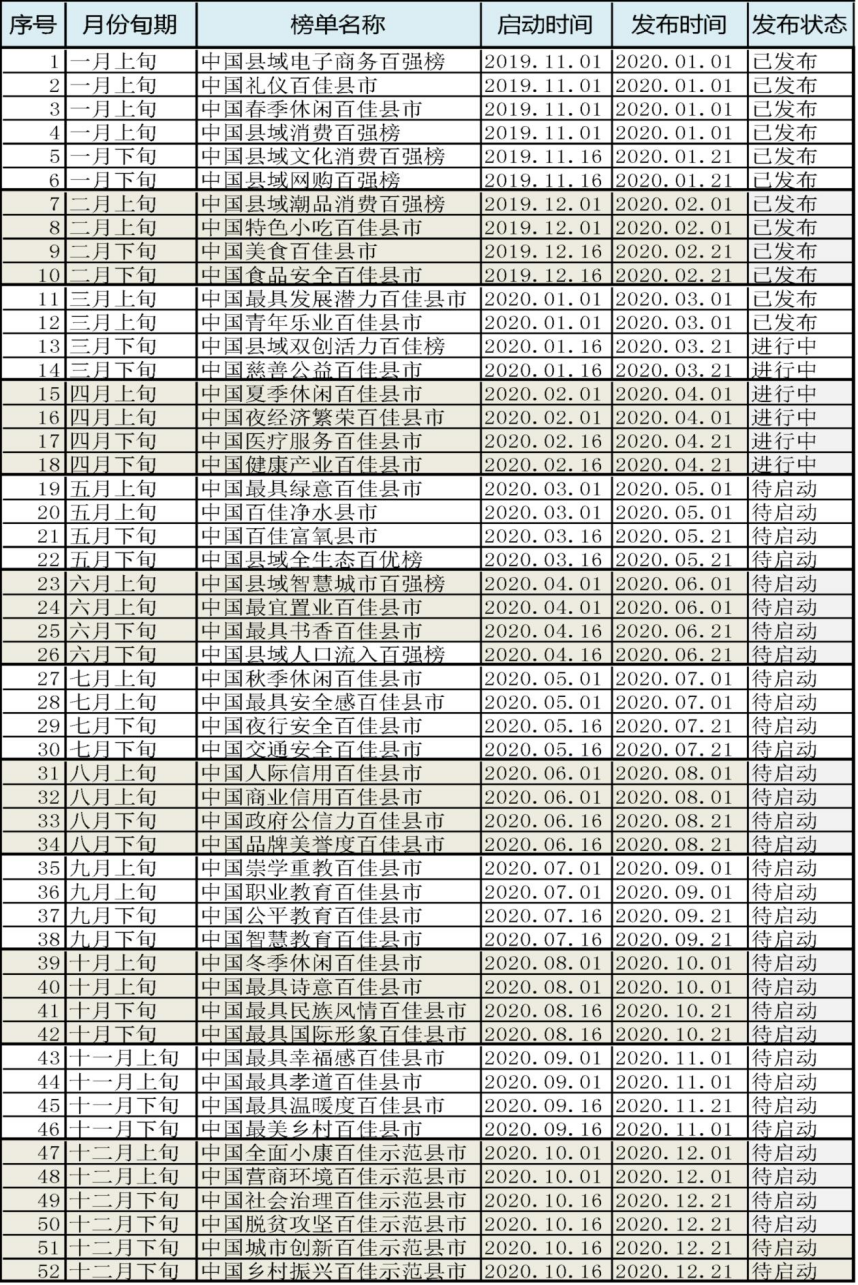 序号 月份旬期 榜单名称 启动时间 发布时间 发布状态
1 一月上旬 中国县域电子商务百强榜 2019.11.01 2020.01.01 已发布
2 一月上旬 中国礼仪百佳县市 2019.11.01 2020.01.01 已发布
3 一月上旬 中国春季休闲百佳县市 2019.11.01 2020.01.01 已发布
4 一月上旬 中国县域消费百强榜 2019.11.01 2020.01.01 已发布
5 一月下旬 中国县域文化消费百强榜 2019.11.16 2020.01.21 已发布
6 一月下旬 中国县域网购百强榜 2019.11.16 2020.01.21 已发布
7 二月上旬 中国县域潮品消费百强榜 2019.12.01 2020.02.01 已发布
8 二月上旬 中国特色小吃百佳县市 2019.12.01 2020.02.01 已发布
9 二月下旬 中国美食百佳县市 2019.12.16 2020.02.21 已发布
10 二月下旬 中国食品安全百佳县市 2019.12.16 2020.02.21 已发布
11 三月上旬 中国最具发展潜力百佳县市 2020.01.01 2020.03.01 已发布
12 三月上旬 中国青年乐业百佳县市 2020.01.01 2020.03.01 已发布
13 三月下旬 中国县域双创活力百佳榜 2020.01.16 2020.03.21 进行中
14 三月下旬 中国慈善公益百佳县市 2020.01.16 2020.03.21 进行中
15 四月上旬 中国夏季休闲百佳县市 2020.02.01 2020.04.01 进行中
16 四月上旬 中国夜经济繁荣百佳县市 2020.02.01 2020.04.01 进行中
17 四月下旬 中国医疗服务百佳县市 2020.02.16 2020.04.21 进行中
18 四月下旬 中国健康产业百佳县市 2020.02.16 2020.04.21 进行中
19 五月上旬 中国最具绿意百佳县市 2020.03.01 2020.05.01 待启动
20 五月上旬 中国百佳净水县市 2020.03.01 2020.05.01 待启动
21 五月下旬 中国百佳富氧县市 2020.03.16 2020.05.21 待启动
22 五月下旬 中国县域全生态百优榜 2020.03.16 2020.05.21 待启动
23 六月上旬 中国县域智慧城市百强榜 2020.04.01 2020.06.01 待启动
24 六月上旬 中国最宜置业百佳县市 2020.04.01 2020.06.01 待启动
25 六月下旬 中国最具书香百佳县市 2020.04.16 2020.06.21 待启动
26 六月下旬 中国县域人口流入百强榜 2020.04.16 2020.06.21 待启动
27 七月上旬 中国秋季休闲百佳县市 2020.05.01 2020.07.01 待启动
28 七月上旬 中国最具安全感百佳县市 2020.05.01 2020.07.01 待启动
29 七月下旬 中国夜行安全百佳县市 2020.05.16 2020.07.21 待启动
30 七月下旬 中国交通安全百佳县市 2020.05.16 2020.07.21 待启动
31 八月上旬 中国人际信用百佳县市 2020.06.01 2020.08.01 待启动
32 八月上旬 中国商业信用百佳县市 2020.06.01 2020.08.01 待启动
33 八月下旬 中国政府公信力百佳县市 2020.06.16 2020.08.21 待启动
34 八月下旬 中国品牌美誉度百佳县市 2020.06.16 2020.08.21 待启动
35 九月上旬 中国崇学重教百佳县市 2020.07.01 2020.09.01 待启动
36 九月上旬 中国职业教育百佳县市 2020.07.01 2020.09.01 待启动
37 九月下旬 中国公平教育百佳县市 2020.07.16 2020.09.21 待启动
38 九月下旬 中国智慧教育百佳县市 2020.07.16 2020.09.21 待启动
39 十月上旬 中国冬季休闲百佳县市 2020.08.01 2020.10.01 待启动
40 十月上旬 中国最具诗意百佳县市 2020.08.01 2020.10.01 待启动
41 十月下旬 中国最具民族风情百佳县市 2020.08.16 2020.10.21 待启动
42 十月下旬 中国最具国际形象百佳县市 2020.08.16 2020.10.21 待启动
43 十一月上旬 中国最具幸福感百佳县市 2020.09.01 2020.11.01 待启动
44 十一月上旬 中国最具孝道百佳县市 2020.09.01 2020.11.01 待启动
45 十一月下旬 中国最具温暖度百佳县市 2020.09.16 2020.11.21 待启动
46 十一月下旬 中国最美乡村百佳县市 2020.09.16 2020.11.01 待启动
47 十二月上旬 中国全面小康百佳示范县市 2020.10.01 2020.12.01 待启动
48 十二月上旬 中国营商环境百佳示范县市 2020.10.01 2020.12.01 待启动
49 十二月下旬 中国社会治理百佳示范县市 2020.10.16 2020.12.21 待启动
50 十二月下旬 中国脱贫攻坚百佳示范县市 2020.10.16 2020.12.21 待启动
51 十二月下旬 中国城市创新百佳示范县市 2020.10.16 2020.12.21 待启动
52 十二月下旬 中国乡村振兴百佳示范县市 2020.10.16 2020.12.21 待启动